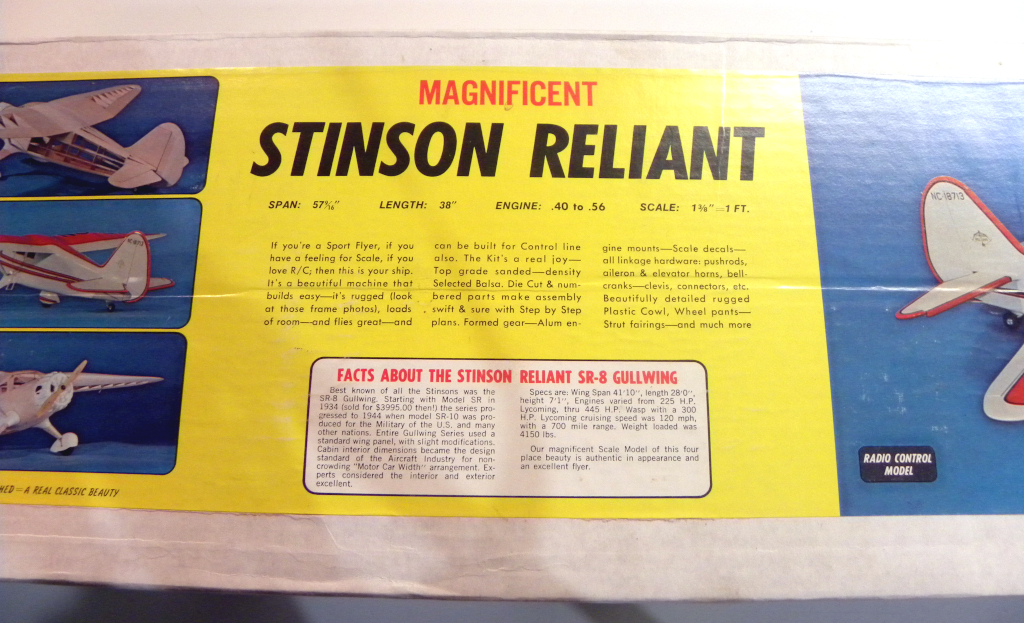 MAGNIFICENT
STINSON RELIANT
SPAN: 57 9/16" LENGTH: 38" ENGINE: .40 to .56 SCALE: 1⅜"=1 FT.
If you're a Sport Flyer, if you
have a feeling for Scale, if you
love R/C; then this is your ship.
It's a beautiful machine that
builds easy—it's rugged (look
at those frame photos), loads
of room—and flies great—and
can be built for Control line
also. The Kit's a real joy—
Top grade sanded—density
Selected Balsa. Die Cut & num-
bered parts make assembly
swift & sure with Step by Step
plans. Formed gear—Alum en-
gine mounts—Scale decals—
all linkage hardware: pushrods,
aileron & elevator horns, bell-
cranks—clevis, connectors, etc.
Beautifully detailed rugged
Plastic Cowl, Wheel pants—
Strut fairings—and much more
FACTS ABOUT THE STINSON RELIANT SR-8 GULLWING
Best known of all the Stinsons was the
SR-8 Gullwing. Starting with Model SR in
1934 (sold for $3995.00 then!) the series pro-
gressed to 1944 when model SR-10 was pro-
duced for the Military of the U.S. and many
other nations. Entire Gullwing Series used a
standard wing panel, with slight modifications.
Cabin interior dimensions became the design
standard of the Aircraft Industry for non-
crowding "Motor Car Width" arrangement. Ex-
perts considered the interior and exterior
excellent.
Specs are: Wing Span 41'10", length 28'0",
height 7'1", Engines varied from 225 H.P.
Lycoming, thru 445 H.P. Wasp with a 300
H.P. Lycoming cruising speed was 120 mph,
with a 700 mile range. Weight loaded was
4150 lbs.
Our magnificent Scale Model of this four
place beauty is authentic in appearance and
an excellent flyer.
HED=A REAL CLASSIC BEAUTY
NC-18713
RADIO CONTROL
MODEL